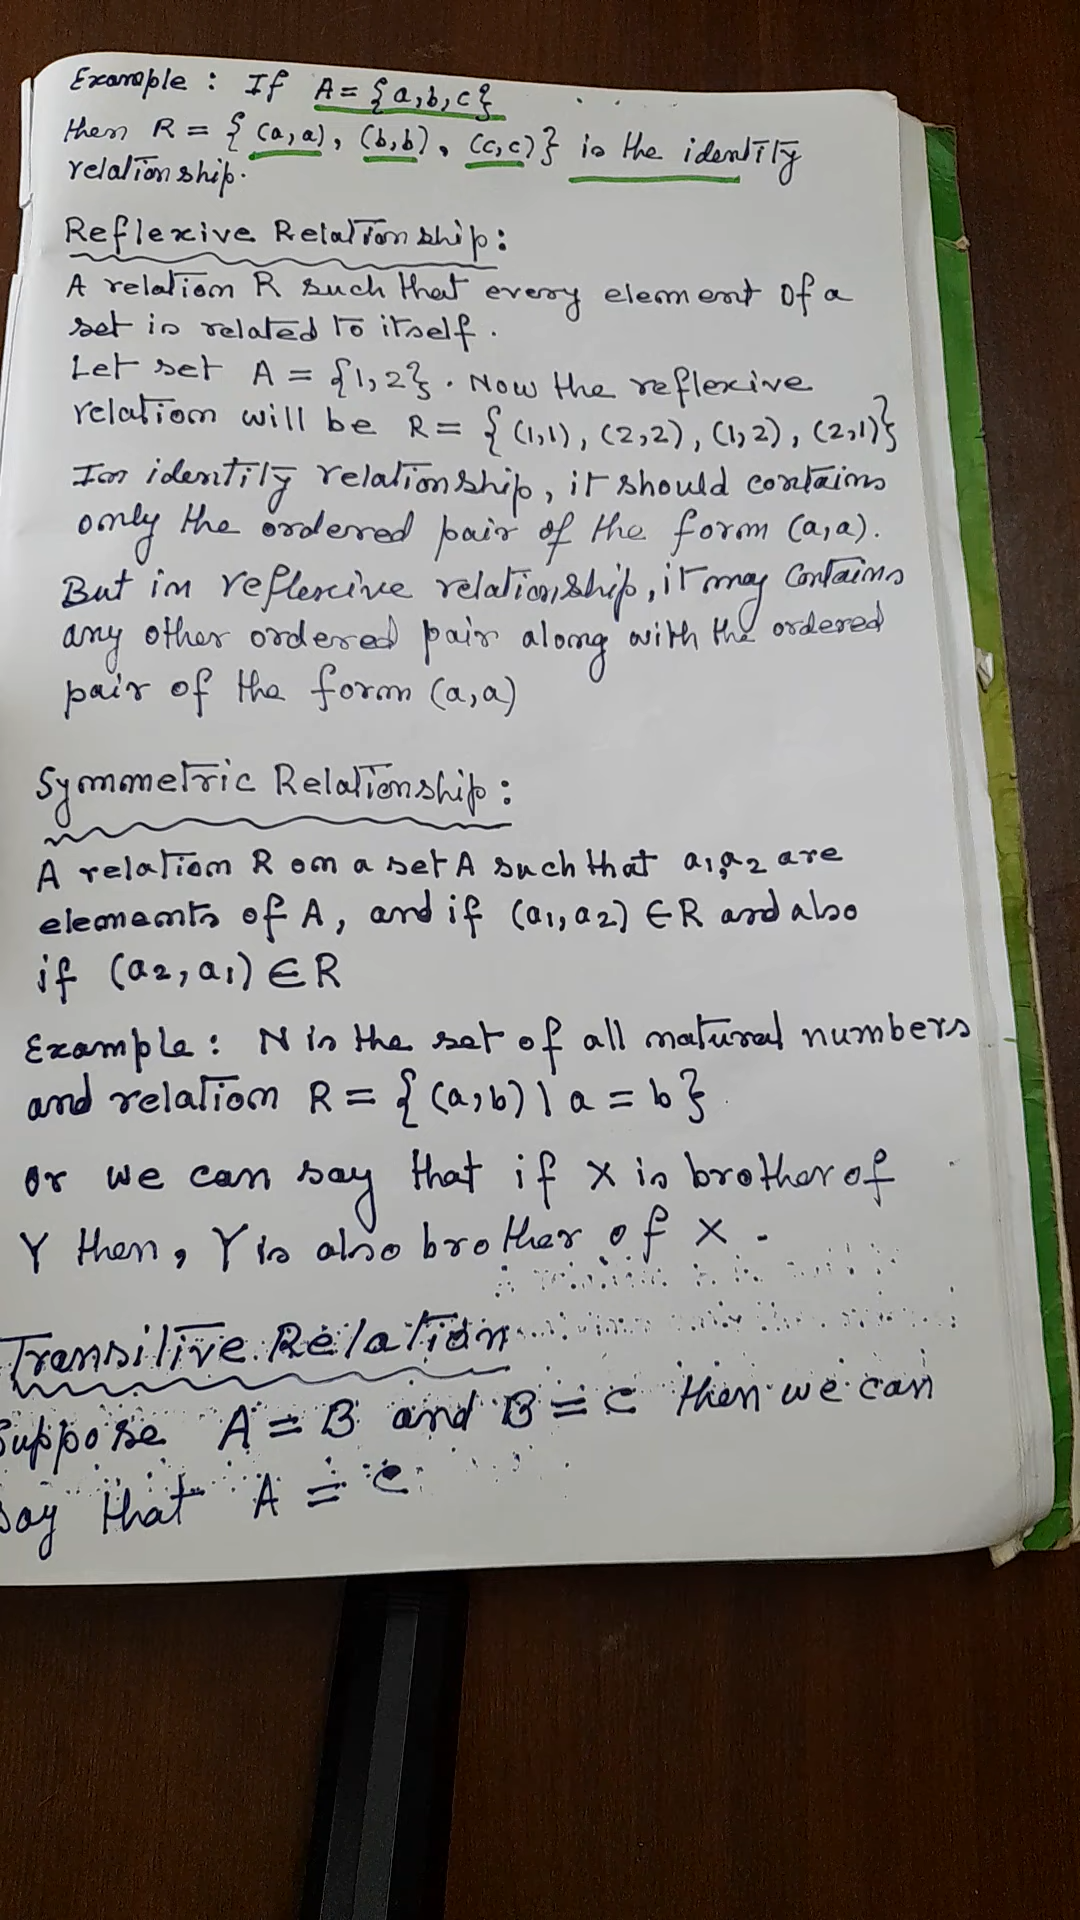 Example : If A = {a,b,c}
then R = { (a,a), (b,b), (c,c)} is the identity
relationship.
Reflexive Relationship:
A relation R such that every element of a
set is related to itself.
Let set A = {1,2}. Now the reflexive
relation will be R = { (1,1), (2,2), (1,2), (2,1)}
In identity relationship, it should contains
only the ordered pair of the form (a,a).
But in reflexive relationship, it may contains
any other ordered pair along with the ordered
pair of the form (a,a)
Symmetric Relationship:
A relation R on a set A such that a1,a2 are
elements of A, and if (a1, a2) ∈ R and also
if (a2, a1) ∈ R
Example: N is the set of all natural numbers
and relation R = { (a,b) | a = b}
or we can say that if X is brother of
Y then, Y is also brother of X.
Transitive Relation
Suppose A = B and B = C then we can
say that A = C